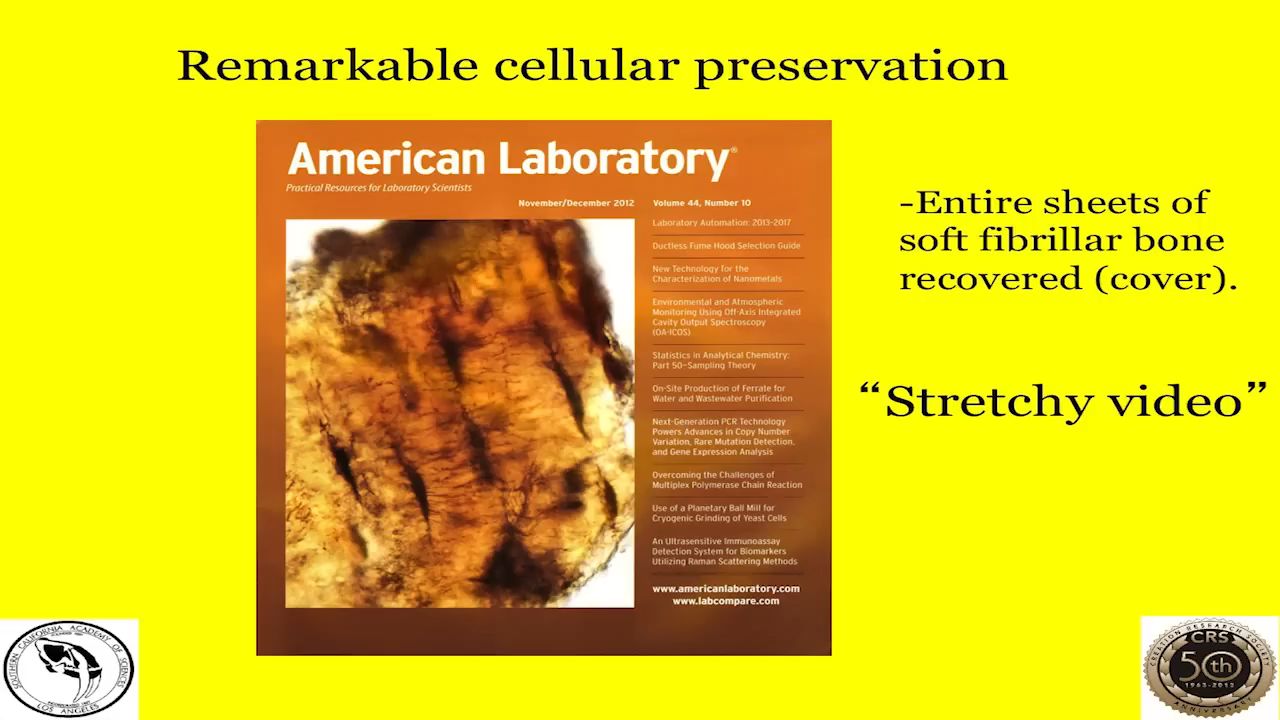 Remarkable cellular preservation
American Laboratory®
Practical Resources for Laboratory Scientists
November/December 2012
Volume 44, Number 10
Laboratory Automation: 2013-2017
Ductless Fume Hood Selection Guide
New Technology for the
Characterization of Nanometals
Environmental and Atmospheric
Monitoring Using Off-Axis Integrated
Cavity Output Spectroscopy
(OA-ICOS)
Statistics in Analytical Chemistry:
Part 50–Sampling Theory
On-Site Production of Ferrate for
Water and Wastewater Purification
Next-Generation PCR Technology
Powers Advances in Copy Number
Variation, Rare Mutation Detection,
and Gene Expression Analysis
Overcoming the Challenges of
Multiplex Polymerase Chain Reaction
Use of a Planetary Ball Mill for
Cryogenic Grinding of Yeast Cells
An Ultrasensitive Immunoassay
Detection System for Biomarkers
Utilizing Raman Scattering Methods
www.americanlaboratory.com
www.labcompare.com
-Entire sheets of
soft fibrillar bone
recovered (cover).
“Stretchy video”
SOUTHERN CALIFORNIA ACADEMY OF SCIENCES
LOS ANGELES
CREATION RESEARCH SOCIETY
CRS
50th
1963-2013
ANNIVERSARY